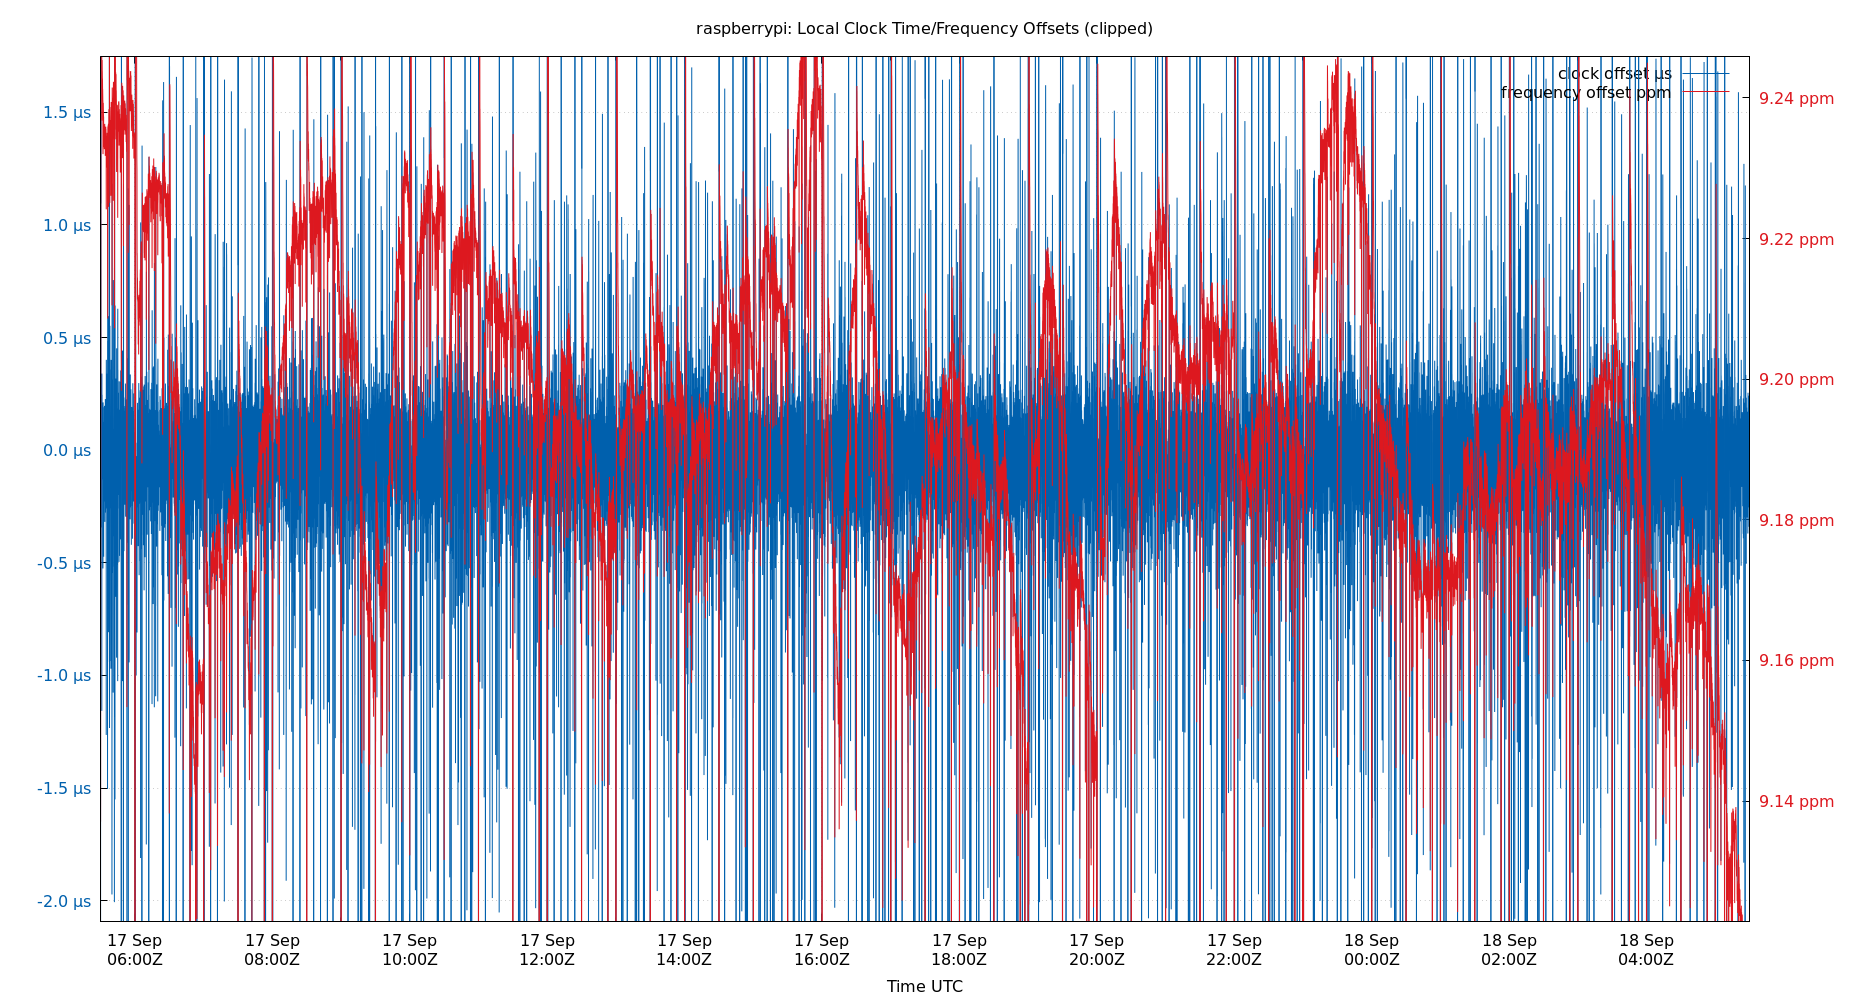 raspberrypi: Local Clock Time/Frequency Offsets (clipped)
clock offset µs
frequency offset ppm
1.5 µs
1.0 µs
0.5 µs
0.0 µs
-0.5 µs
-1.0 µs
-1.5 µs
-2.0 µs
9.24 ppm
9.22 ppm
9.20 ppm
9.18 ppm
9.16 ppm
9.14 ppm
17 Sep 17 Sep 17 Sep 17 Sep 17 Sep 17 Sep 17 Sep 17 Sep 17 Sep 18 Sep 18 Sep 18 Sep
06:00Z 08:00Z 10:00Z 12:00Z 14:00Z 16:00Z 18:00Z 20:00Z 22:00Z 00:00Z 02:00Z 04:00Z
Time UTC